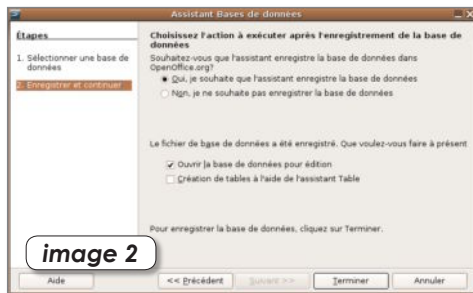 Assistant Bases de données
Étapes
1. Sélectionner une base de
données
2. Enregistrer et continuer
Choisissez l'action à exécuter après l'enregistrement de la base de
données
Souhaitez-vous que l'assistant enregistre la base de données dans
OpenOffice.org?
Oui, je souhaite que l'assistant enregistre la base de données
Non, je ne souhaite pas enregistrer la base de données
Le fichier de base de données a été enregistré. Que voulez-vous faire à présent
Ouvrir la base de données pour édition
Création de tables à l'aide de l'assistant Table
Pour enregistrer la base de données, cliquez sur Terminer.
image 2
Aide
<< Précédent
Suivant >>
Terminer
Annuler